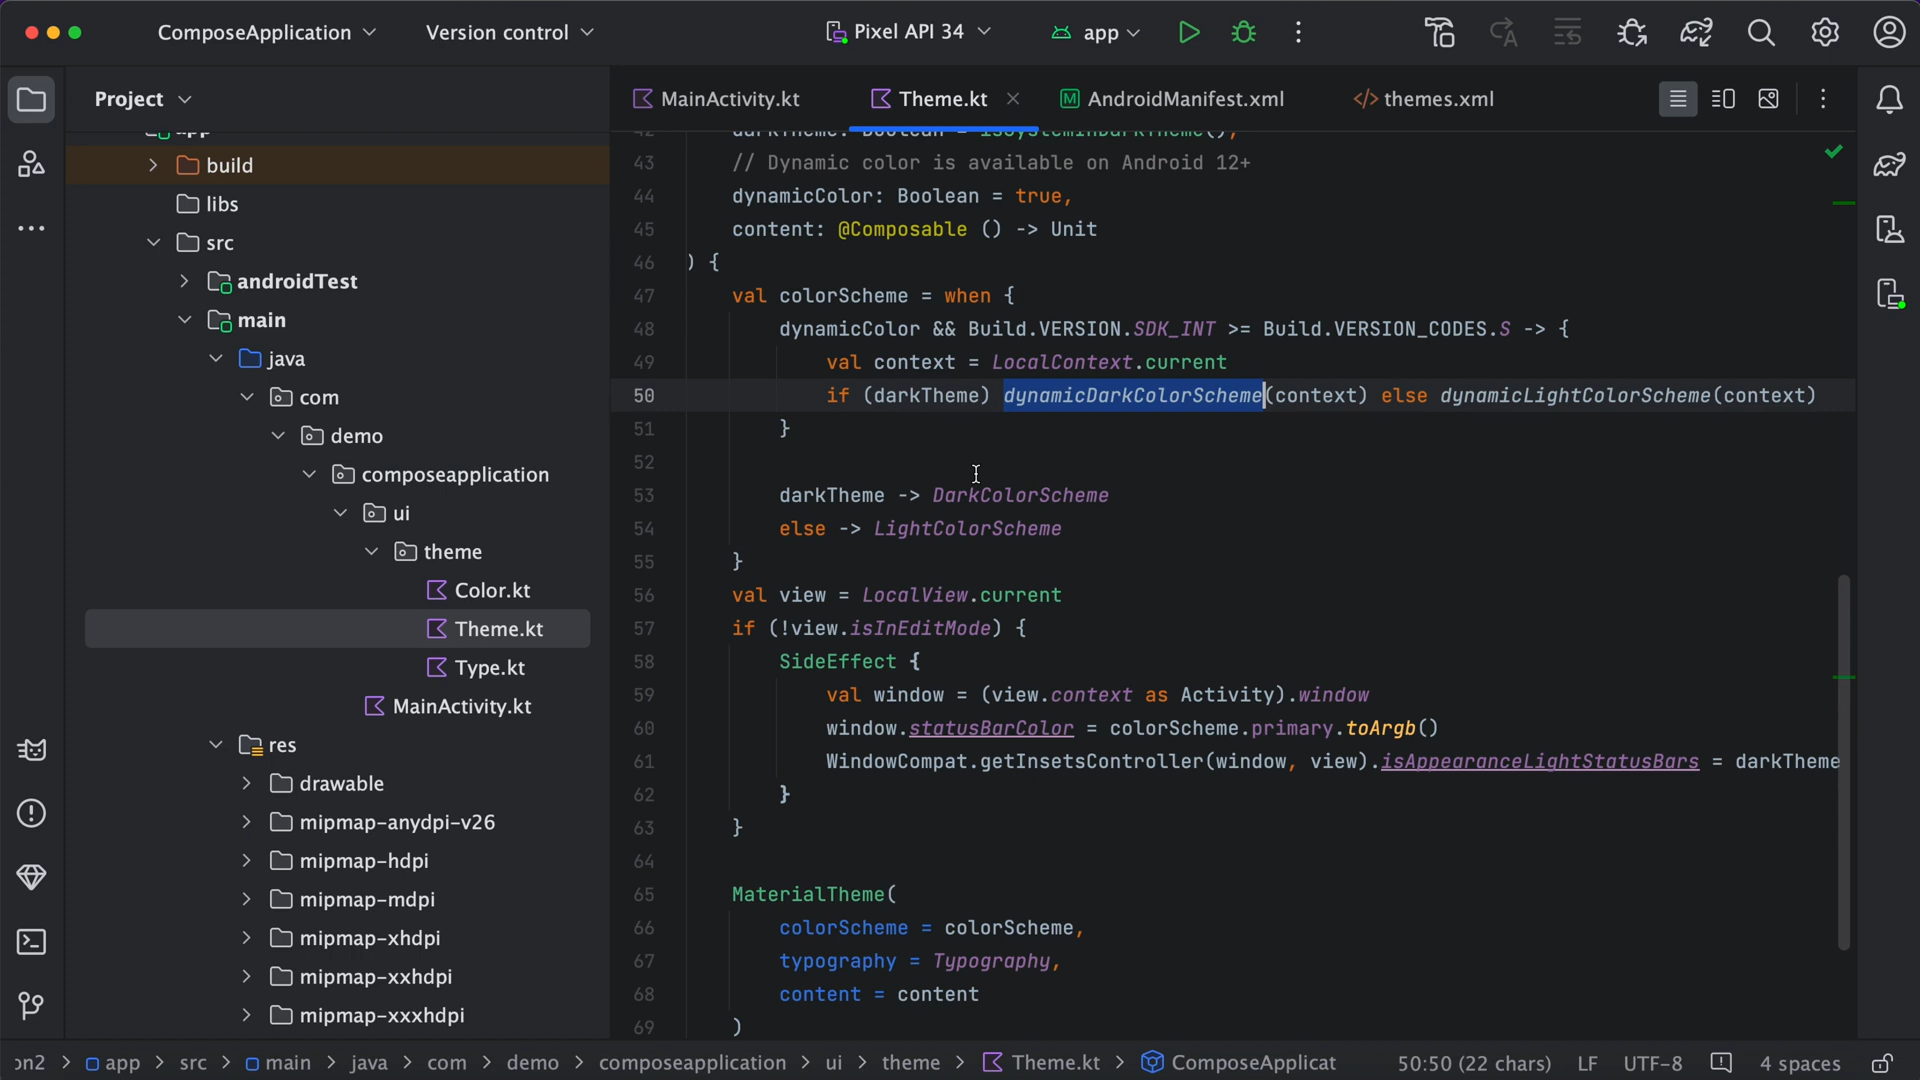 ComposeApplication Version control Pixel API 34 app
Project MainActivity.kt Theme.kt AndroidManifest.xml themes.xml
app
build
libs
src
androidTest
main
java
com
demo
composeapplication
ui
theme
Color.kt
Theme.kt
Type.kt
MainActivity.kt
res
drawable
mipmap-anydpi-v26
mipmap-hdpi
mipmap-mdpi
mipmap-xhdpi
mipmap-xxhdpi
mipmap-xxxhdpi
42 darkTheme: Boolean = isSystemInDarkTheme(),
43 // Dynamic color is available on Android 12+
44 dynamicColor: Boolean = true,
45 content: @Composable () -> Unit
46 ) {
47 val colorScheme = when {
48 dynamicColor && Build.VERSION.SDK_INT >= Build.VERSION_CODES.S -> {
49 val context = LocalContext.current
50 if (darkTheme) dynamicDarkColorScheme(context) else dynamicLightColorScheme(context)
51 }
52
53 darkTheme -> DarkColorScheme
54 else -> LightColorScheme
55 }
56 val view = LocalView.current
57 if (!view.isInEditMode) {
58 SideEffect {
59 val window = (view.context as Activity).window
60 window.statusBarColor = colorScheme.primary.toArgb()
61 WindowCompat.getInsetsController(window, view).isAppearanceLightStatusBars = darkTheme
62 }
63 }
64
65 MaterialTheme(
66 colorScheme = colorScheme,
67 typography = Typography,
68 content = content
69 )
on2 > app > src > main > java > com > demo > composeapplication > ui > theme > Theme.kt > ComposeApplicat 50:50 (22 chars) LF UTF-8 4 spaces